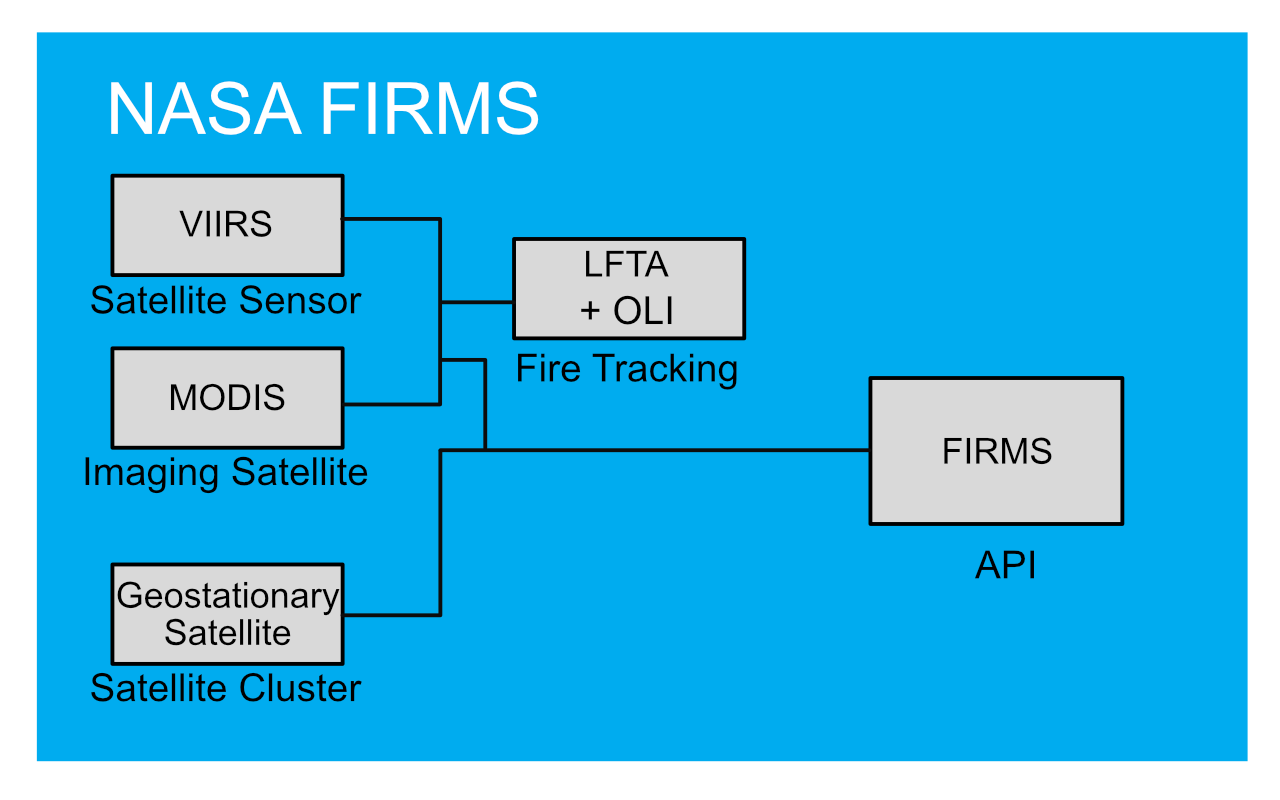 NASA FIRMS
VIIRS
Satellite Sensor
LFTA
+ OLI
Fire Tracking
MODIS
Imaging Satellite
FIRMS
API
Geostationary
Satellite
Satellite Cluster